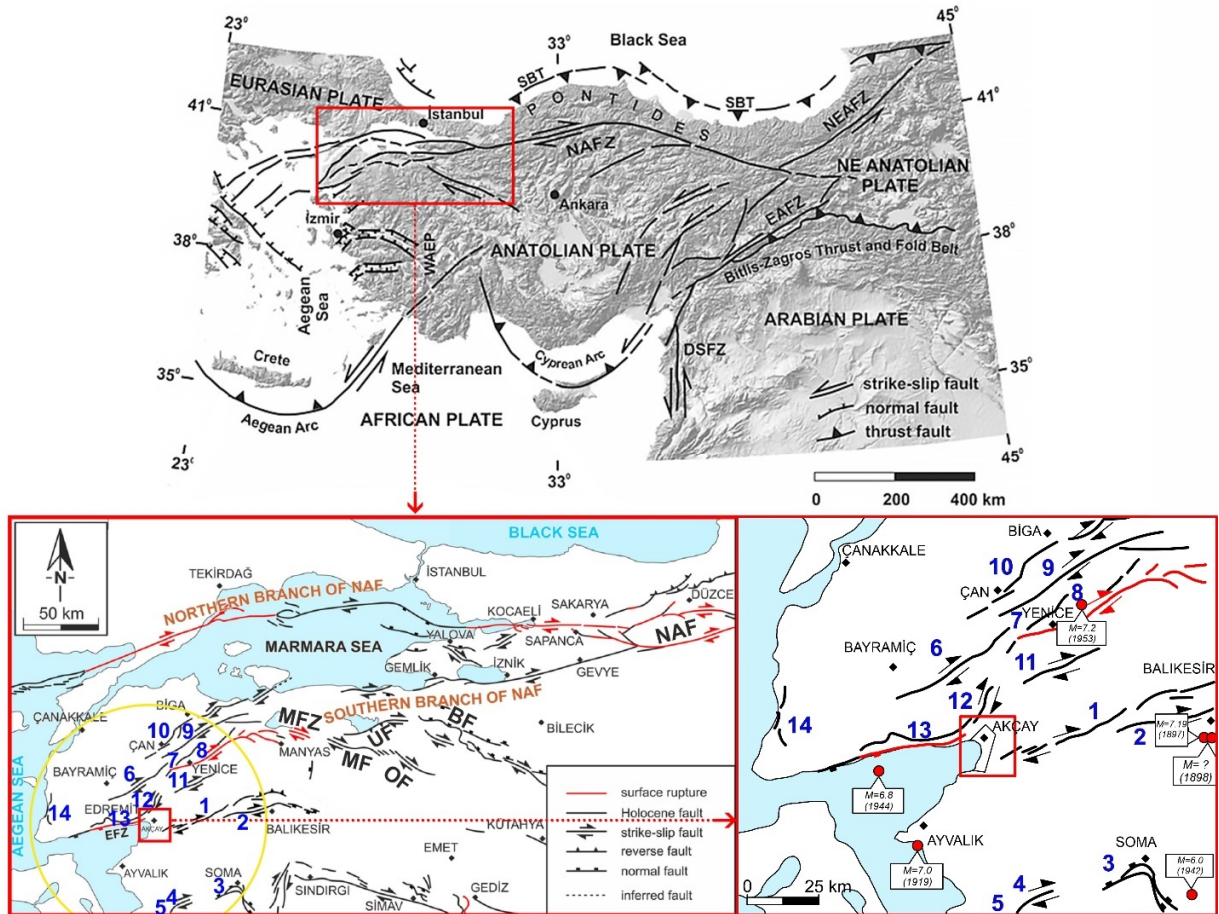 23°
45°
33°
Black Sea
SBT
SBT
EURASIAN PLATE
PONTIDES
41°
41°
İstanbul
NEAFZ
NAFZ
NE ANATOLIAN
PLATE
Ankara
İzmir
EAFZ
38°
38°
WAEP
ANATOLIAN PLATE
Bitlis-Zagros Thrust and Fold Belt
Aegean
Sea
ARABIAN PLATE
Crete
Cyprean Arc
DSFZ
35°
35°
Mediterranean
Sea
strike-slip fault
normal fault
thrust fault
Aegean Arc
AFRICAN PLATE
Cyprus
23°
33°
45°
0 200 400 km
-N-
50 km
BLACK SEA
TEKİRDAĞ
İSTANBUL
NORTHERN BRANCH OF NAF
KOCAELİ
SAKARYA
DÜZCE
YALOVA
SAPANCA
NAF
MARMARA SEA
GEMLİK
İZNİK
GEVYE
SOUTHERN BRANCH OF NAF
ÇANAKKALE
BİGA
MFZ
BF
BİLECİK
10
9
ÇAN
8
UF
MANYAS
7
YENİCE
MF
OF
BAYRAMİÇ
6
11
AEGEAN SEA
14
EDREMİT
12
13
1
EFZ
AKÇAY
2
BALIKESİR
KÜTAHYA
AYVALIK
SOMA
EMET
3
4
5
SINDIRGI
SİMAV
GEDİZ
surface rupture
Holocene fault
strike-slip fault
reverse fault
normal fault
inferred fault
BİGA
ÇANAKKALE
10
9
ÇAN
8
7
YENİCE
M=7.2
(1953)
BAYRAMİÇ
6
11
BALIKESİR
12
14
13
AKÇAY
1
2
M=7.19
(1897)
M= ?
(1898)
M=6.8
(1944)
AYVALIK
M=7.0
(1919)
SOMA
3
M=6.0
(1942)
4
5
0 25 km